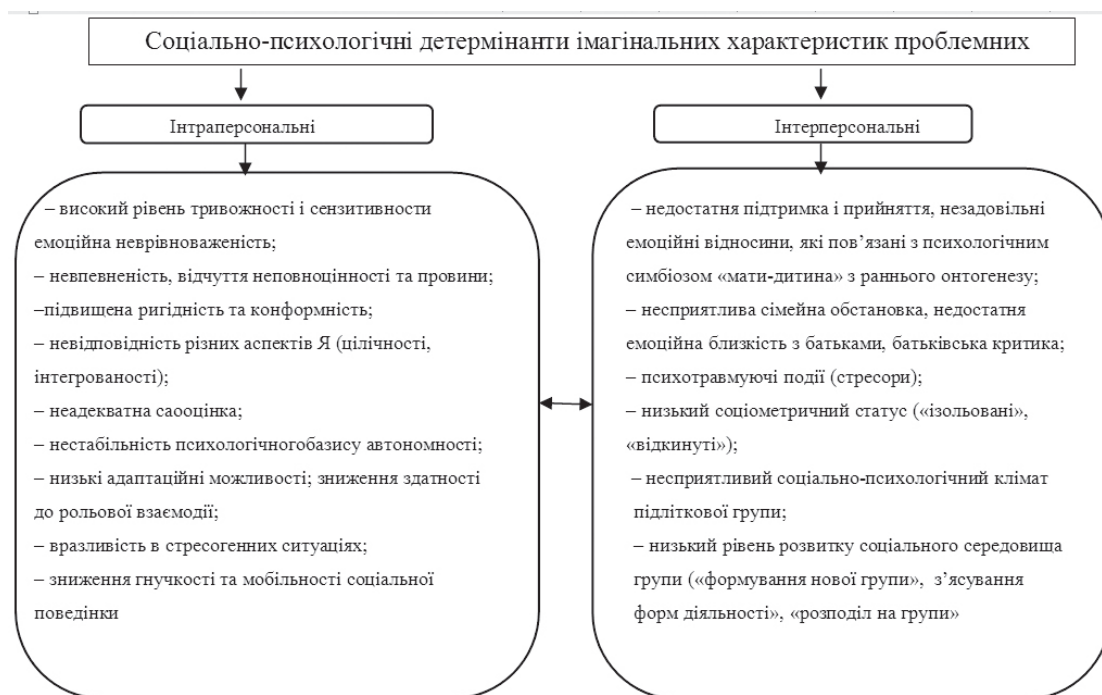 Соціально-психологічні детермінанти імагінальних характеристик проблемних
Інтраперсональні
– високий рівень тривожності і сензитивности
емоційна неврівноваженість;
– невпевненість, відчуття неповноцінності та провини;
–підвищена ригідність та конформність;
– невідповідність різних аспектів Я (цілічності,
інтегрованості);
– неадекватна саооцінка;
– нестабільність психологічногобазису автономності;
– низькі адаптаційні можливості; зниження здатності
до рольової взаємодії;
– вразливість в стресогенних ситуаціях;
– зниження гнучкості та мобільності соціальної
поведінки
Інтерперсональні
– недостатня підтримка і прийняття, незадовільні
емоційні відносини, які пов’язані з психологічним
симбіозом «мати-дитина» з раннього онтогенезу;
– несприятлива сімейна обстановка, недостатня
емоційна близкість з батьками, батьківська критика;
– психотравмуючі події (стресори);
– низький соціометричний статус («ізольовані»,
«відкинуті»);
– несприятливий соціально-психологічний клімат
підліткової групи;
– низький рівень розвитку соціального середовища
групи («формування нової групи», з’ясування
форм діяльності», «розподіл на групи»